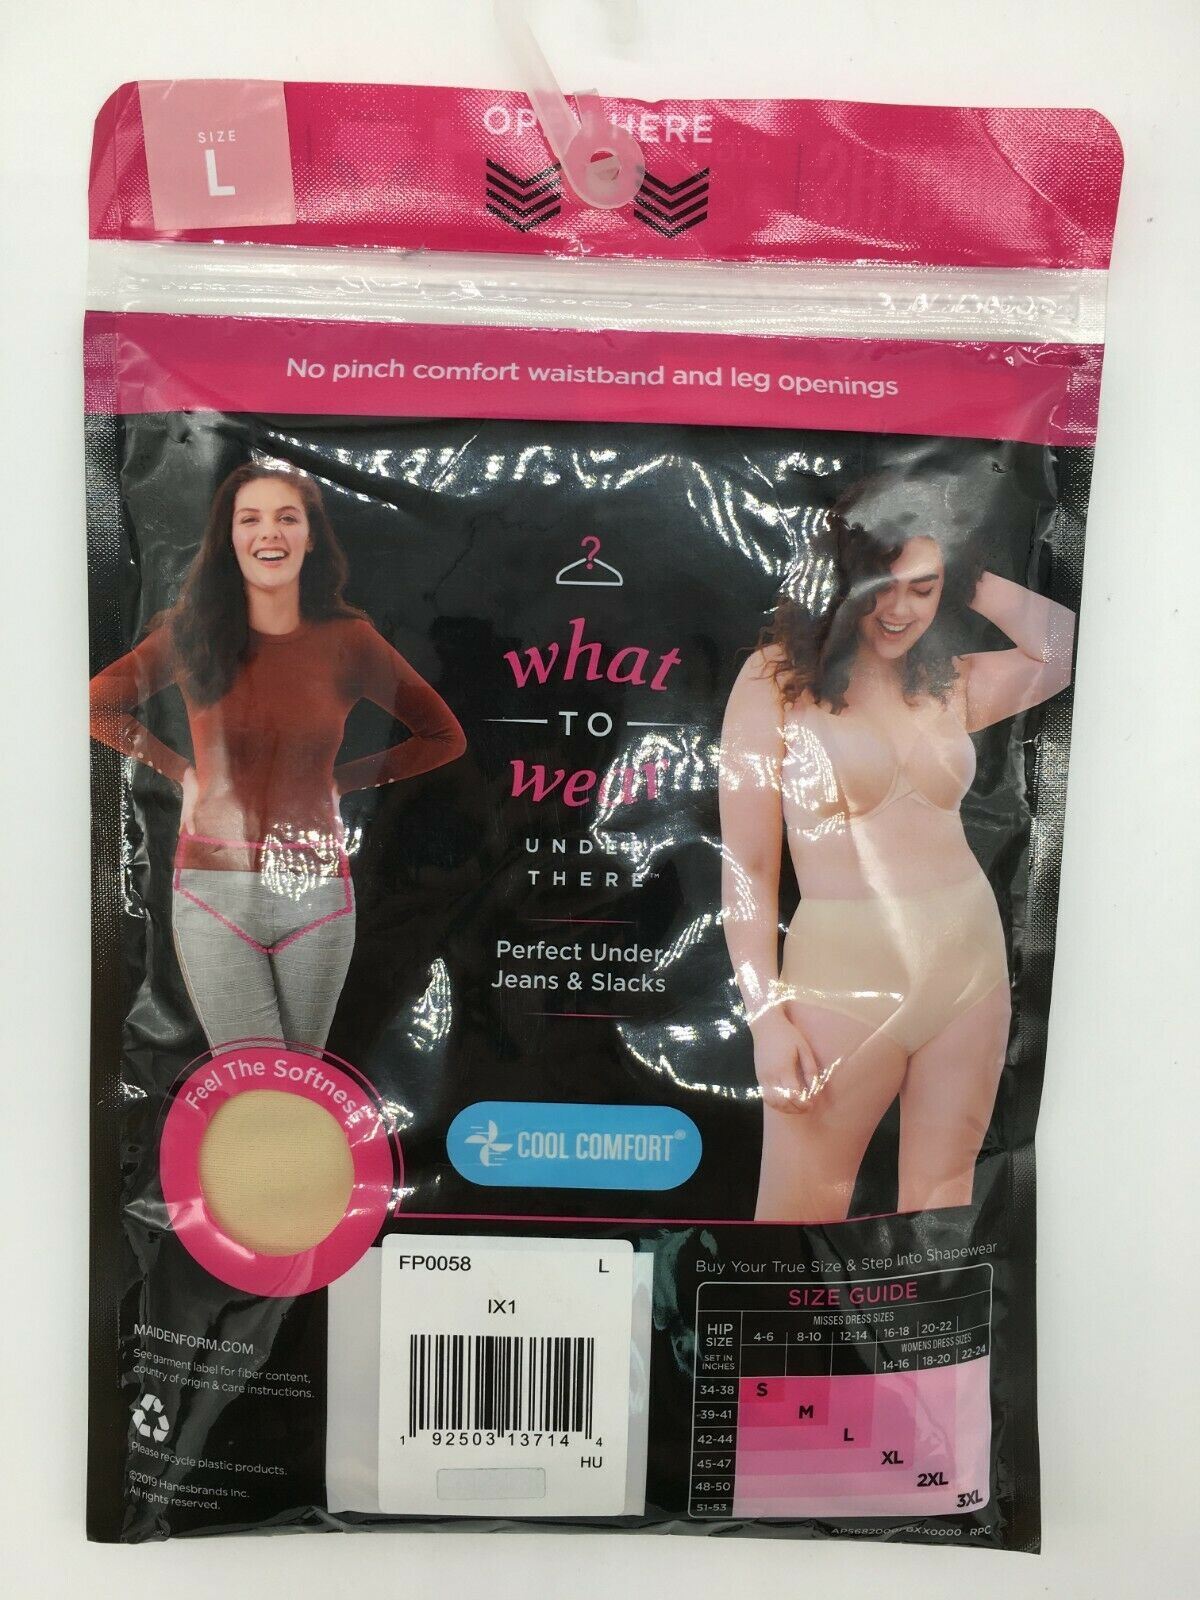 SIZE
L
OPEN HERE
No pinch comfort waistband and leg openings
?
what
TO
wear
UNDER
THERE™
Perfect Under
Jeans & Slacks
Feel The Softness
COOL COMFORT®
FP0058 L
IX1
1 92503 13714 4
HU
MAIDENFORM.COM
See garment label for fiber content,
country of origin & care instructions.
Please recycle plastic products.
©2019 Hanesbrands Inc.
All rights reserved.
Buy Your True Size & Step Into Shapewear
SIZE GUIDE
HIP SIZE
SET IN INCHES
MISSES DRESS SIZES
4-6 8-10 12-14 16-18 20-22
WOMENS DRESS SIZES
14-16 18-20 22-24
34-38 S
39-41 M
42-44 L
45-47 XL
48-50 2XL
51-53 3XL
RPC